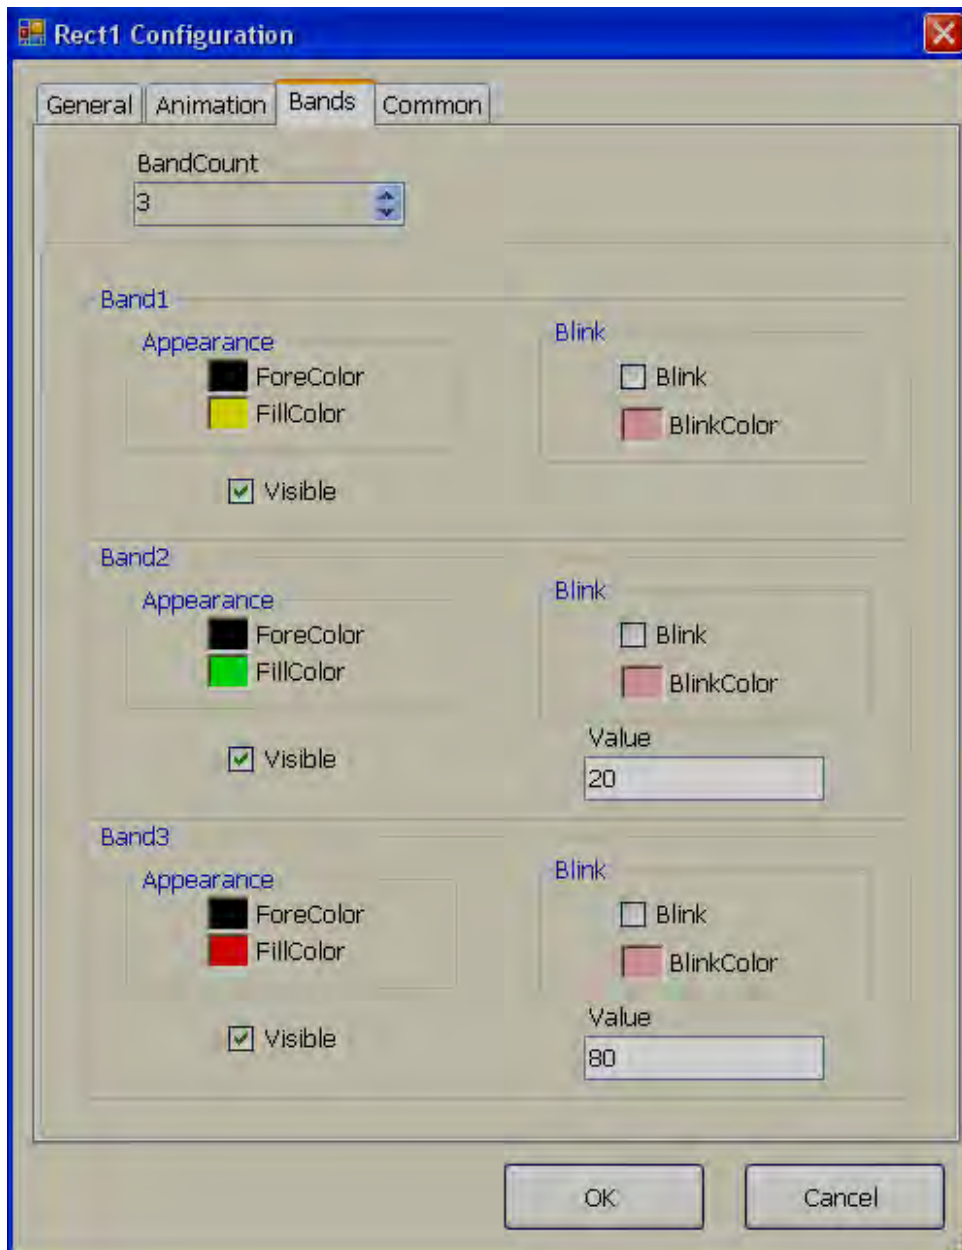 Rect1 Configuration
General Animation Bands Common
BandCount
3
Band1
Appearance
ForeColor
FillColor
Visible
Blink
Blink
BlinkColor
Band2
Appearance
ForeColor
FillColor
Visible
Blink
Blink
BlinkColor
Value
20
Band3
Appearance
ForeColor
FillColor
Visible
Blink
Blink
BlinkColor
Value
80
OK Cancel